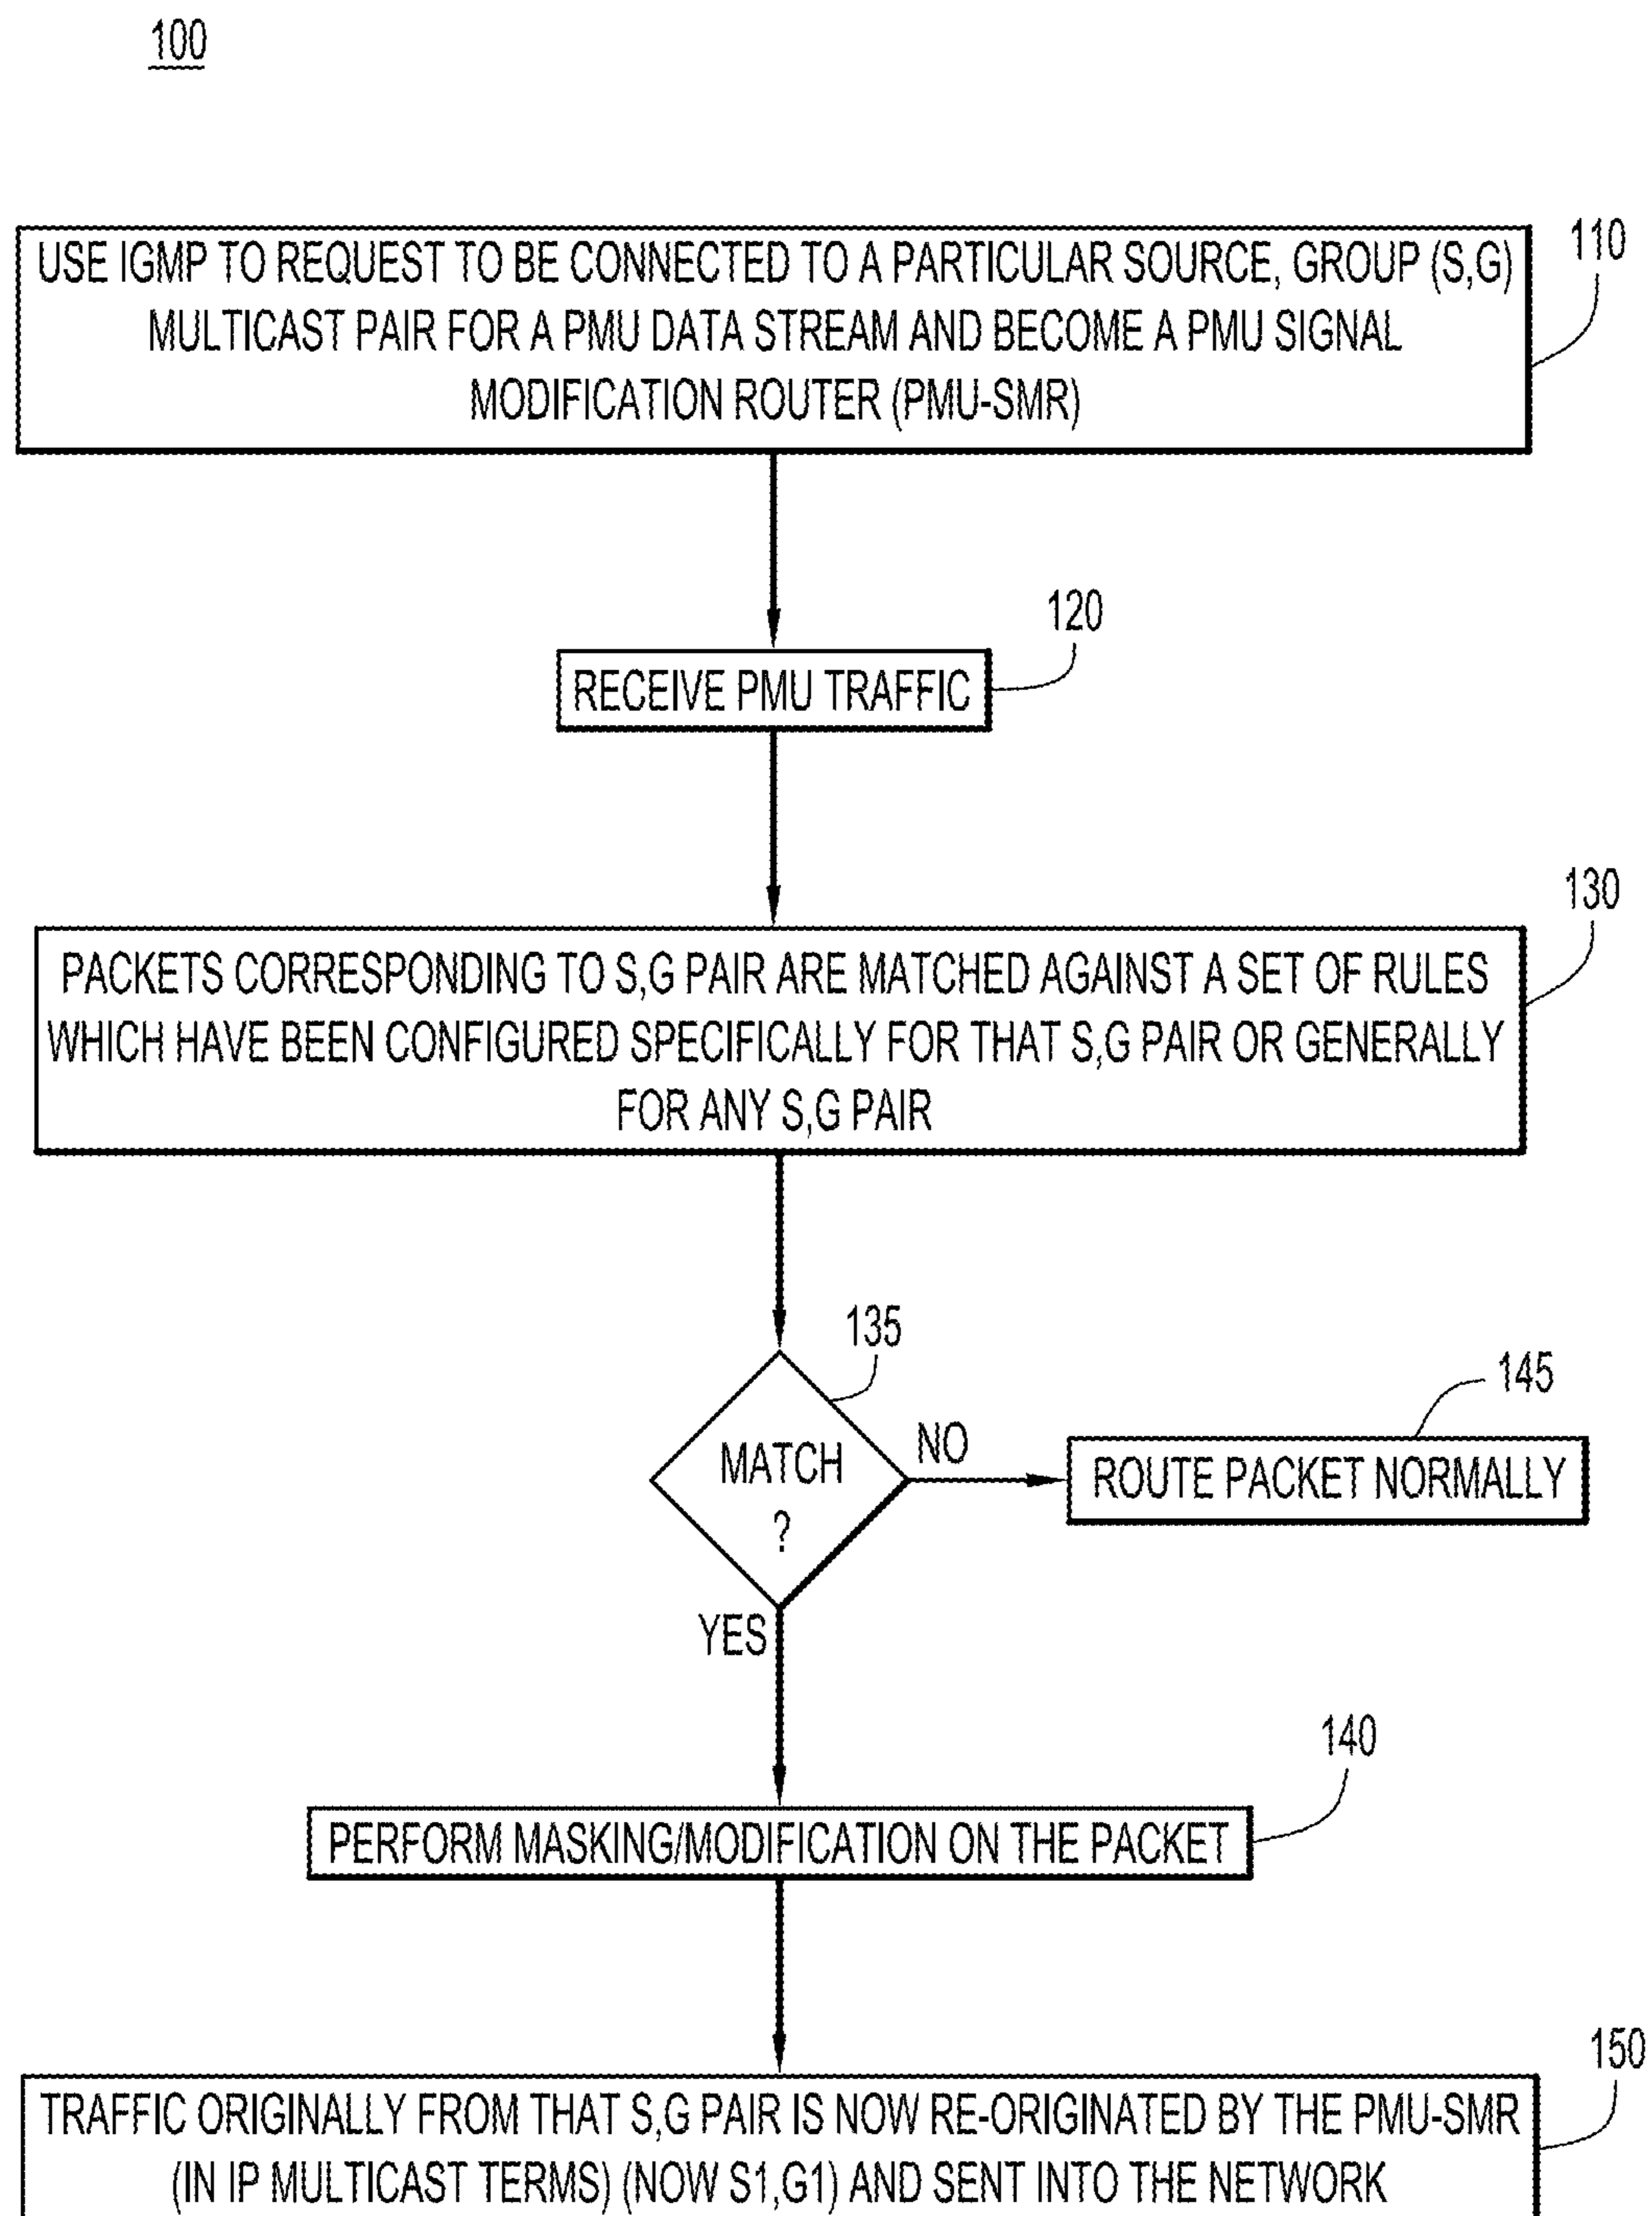 100
110
USE IGMP TO REQUEST TO BE CONNECTED TO A PARTICULAR SOURCE, GROUP (S,G)
MULTICAST PAIR FOR A PMU DATA STREAM AND BECOME A PMU SIGNAL
MODIFICATION ROUTER (PMU-SMR)
120
RECEIVE PMU TRAFFIC
130
PACKETS CORRESPONDING TO S,G PAIR ARE MATCHED AGAINST A SET OF RULES
WHICH HAVE BEEN CONFIGURED SPECIFICALLY FOR THAT S,G PAIR OR GENERALLY
FOR ANY S,G PAIR
135
MATCH
?
NO
145
ROUTE PACKET NORMALLY
YES
140
PERFORM MASKING/MODIFICATION ON THE PACKET
150
TRAFFIC ORIGINALLY FROM THAT S,G PAIR IS NOW RE-ORIGINATED BY THE PMU-SMR
(IN IP MULTICAST TERMS) (NOW S1,G1) AND SENT INTO THE NETWORK